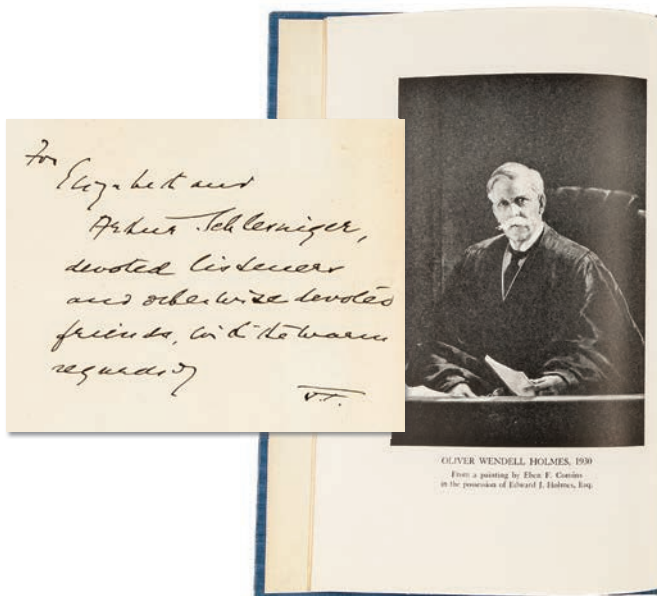 For
Elizabeth and
Arthur Schlesinger,
devoted listeners
and otherwise devoted
friends, with the warm
regards of
F.F.
OLIVER WENDELL HOLMES, 1930
From a painting by Eben F. Comins
in the possession of Edward J. Holmes, Esq.